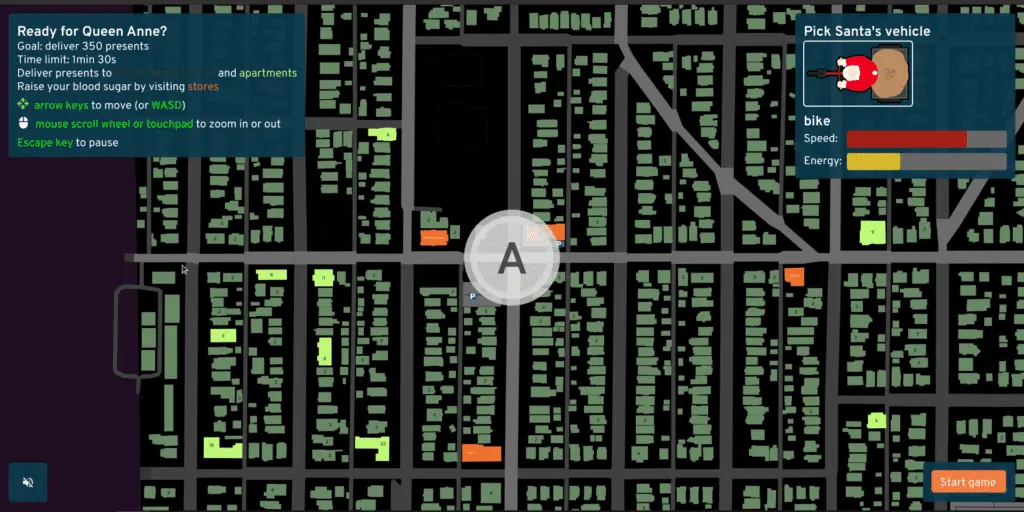 Ready for Queen Anne?
Goal: deliver 350 presents
Time limit: 1min 30s
Deliver presents to and apartments
Raise your blood sugar by visiting stores
arrow keys to move (or WASD)
mouse scroll wheel or touchpad to zoom in or out
Escape key to pause
Pick Santa's vehicle
bike
Speed:
Energy:
A
P
P
Start game